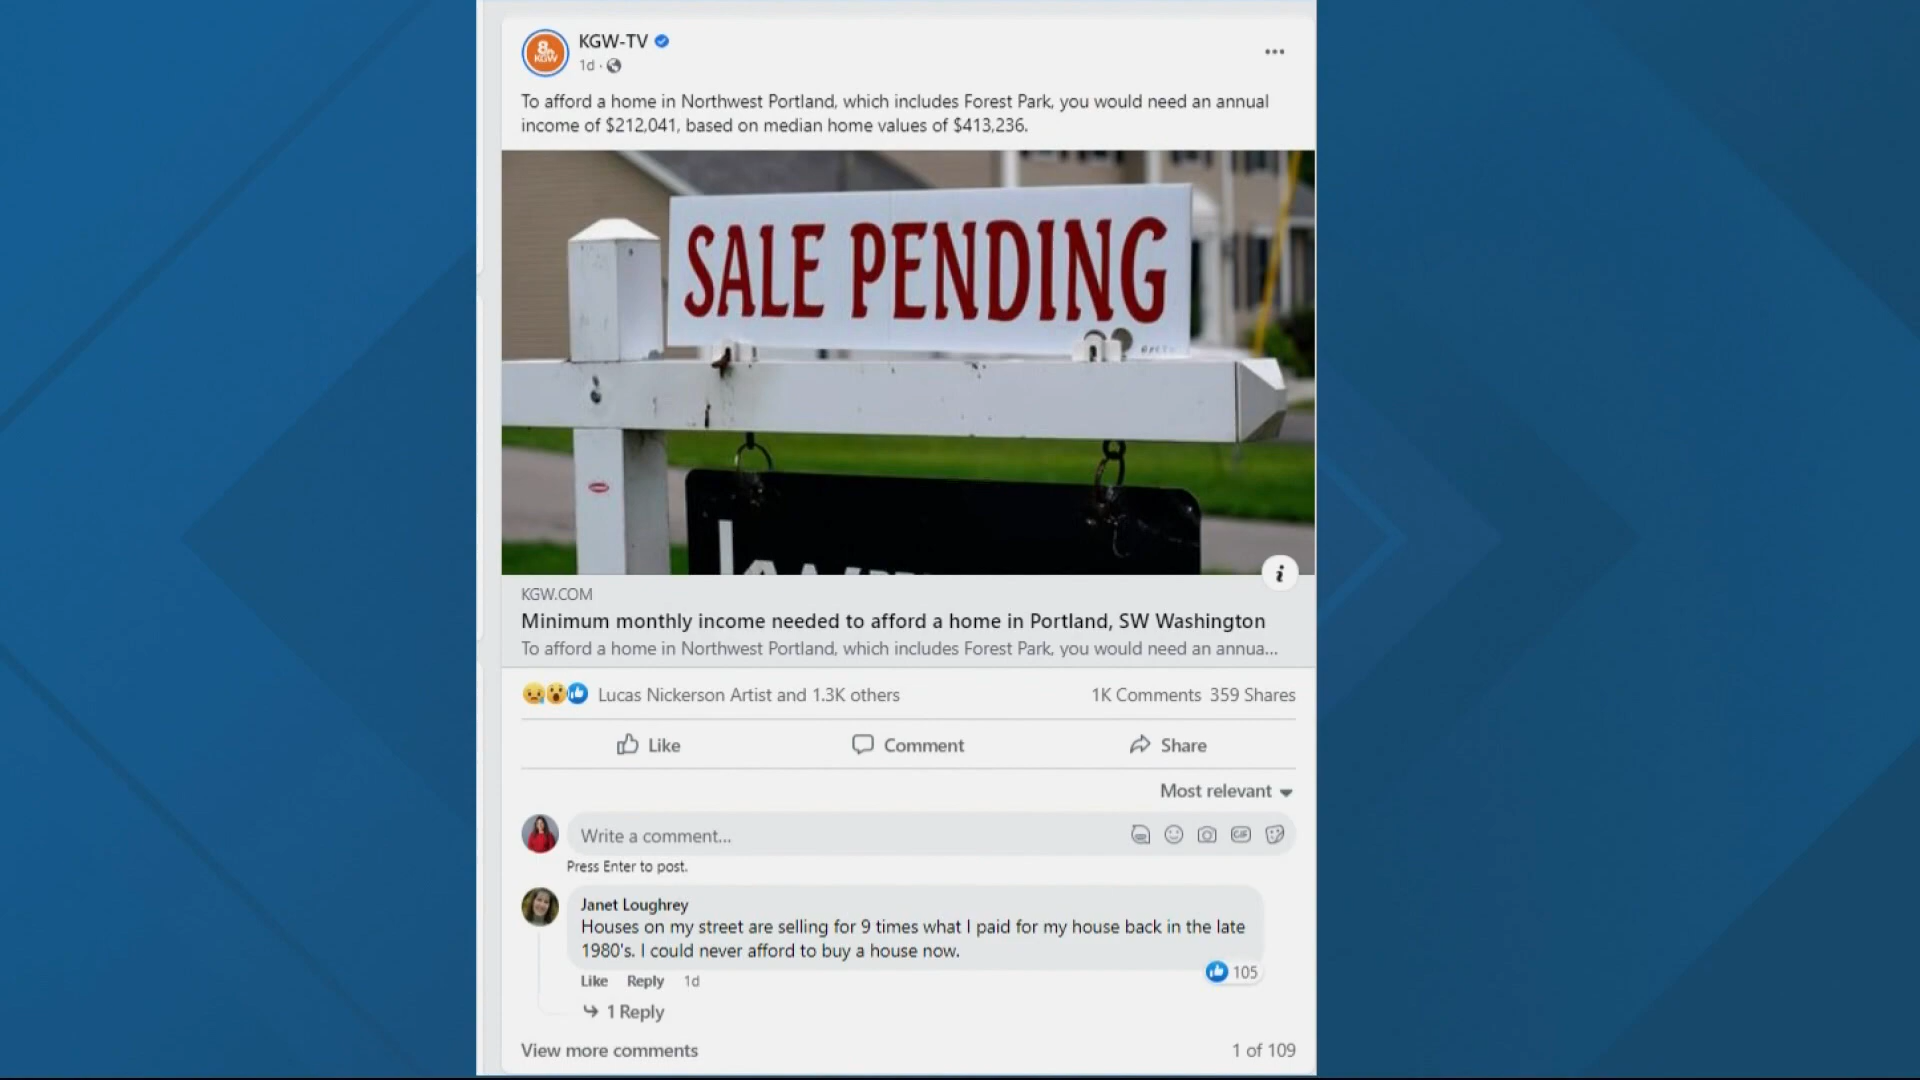 8
KGW
KGW-TV
1d
To afford a home in Northwest Portland, which includes Forest Park, you would need an annual
income of $212,041, based on median home values of $413,236.
SALE PENDING
KGW.COM
Minimum monthly income needed to afford a home in Portland, SW Washington
To afford a home in Northwest Portland, which includes Forest Park, you would need an annua...
Lucas Nickerson Artist and 1.3K others
1K Comments 359 Shares
Like
Comment
Share
Most relevant
Write a comment...
GIF
Press Enter to post.
Janet Loughrey
Houses on my street are selling for 9 times what I paid for my house back in the late
1980's. I could never afford to buy a house now.
105
Like Reply 1d
1 Reply
View more comments
1 of 109